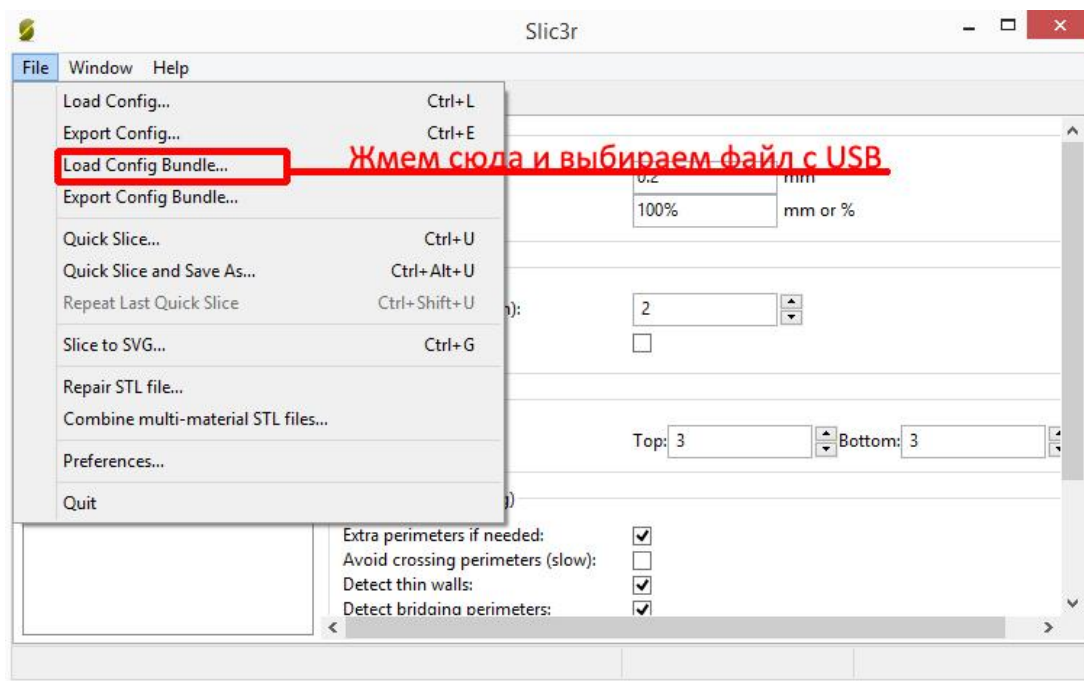 Slic3r
File Window Help
Load Config... Ctrl+L
Export Config... Ctrl+E
Load Config Bundle...
Жмем сюда и выбираем файл с USB
Export Config Bundle...
0.2 mm
100% mm or %
Quick Slice... Ctrl+U
Quick Slice and Save As... Ctrl+Alt+U
Repeat Last Quick Slice Ctrl+Shift+U
): 2
Slice to SVG... Ctrl+G
Repair STL file...
Combine multi-material STL files...
Top: 3 Bottom: 3
Preferences...
Quit
)
Extra perimeters if needed:
Avoid crossing perimeters (slow):
Detect thin walls:
Detect bridging perimeters: